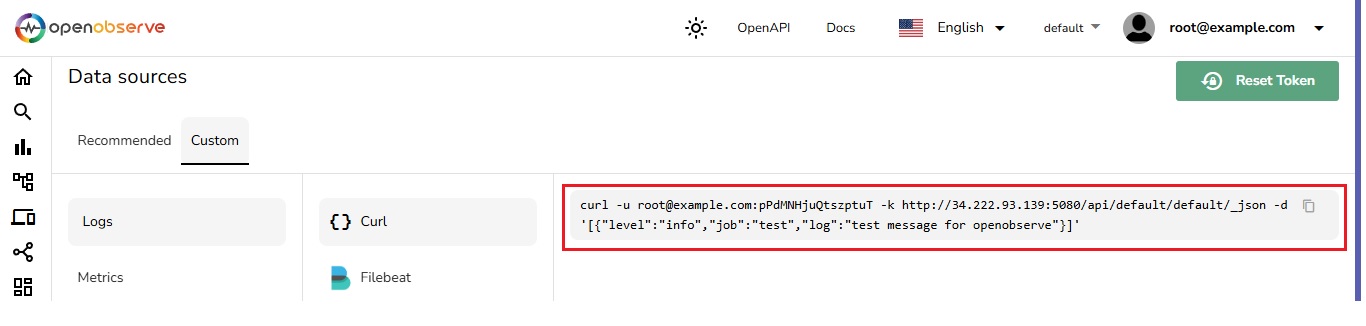 openobserve
OpenAPI
Docs
English
default
root@example.com
Data sources
Reset Token
Recommended
Custom
Logs
Curl
curl -u root@example.com:pPdMNHjuQtszptuT -k http://34.222.93.139:5080/api/default/default/_json -d
'[{"level":"info","job":"test","log":"test message for openobserve"}]'
Metrics
Filebeat